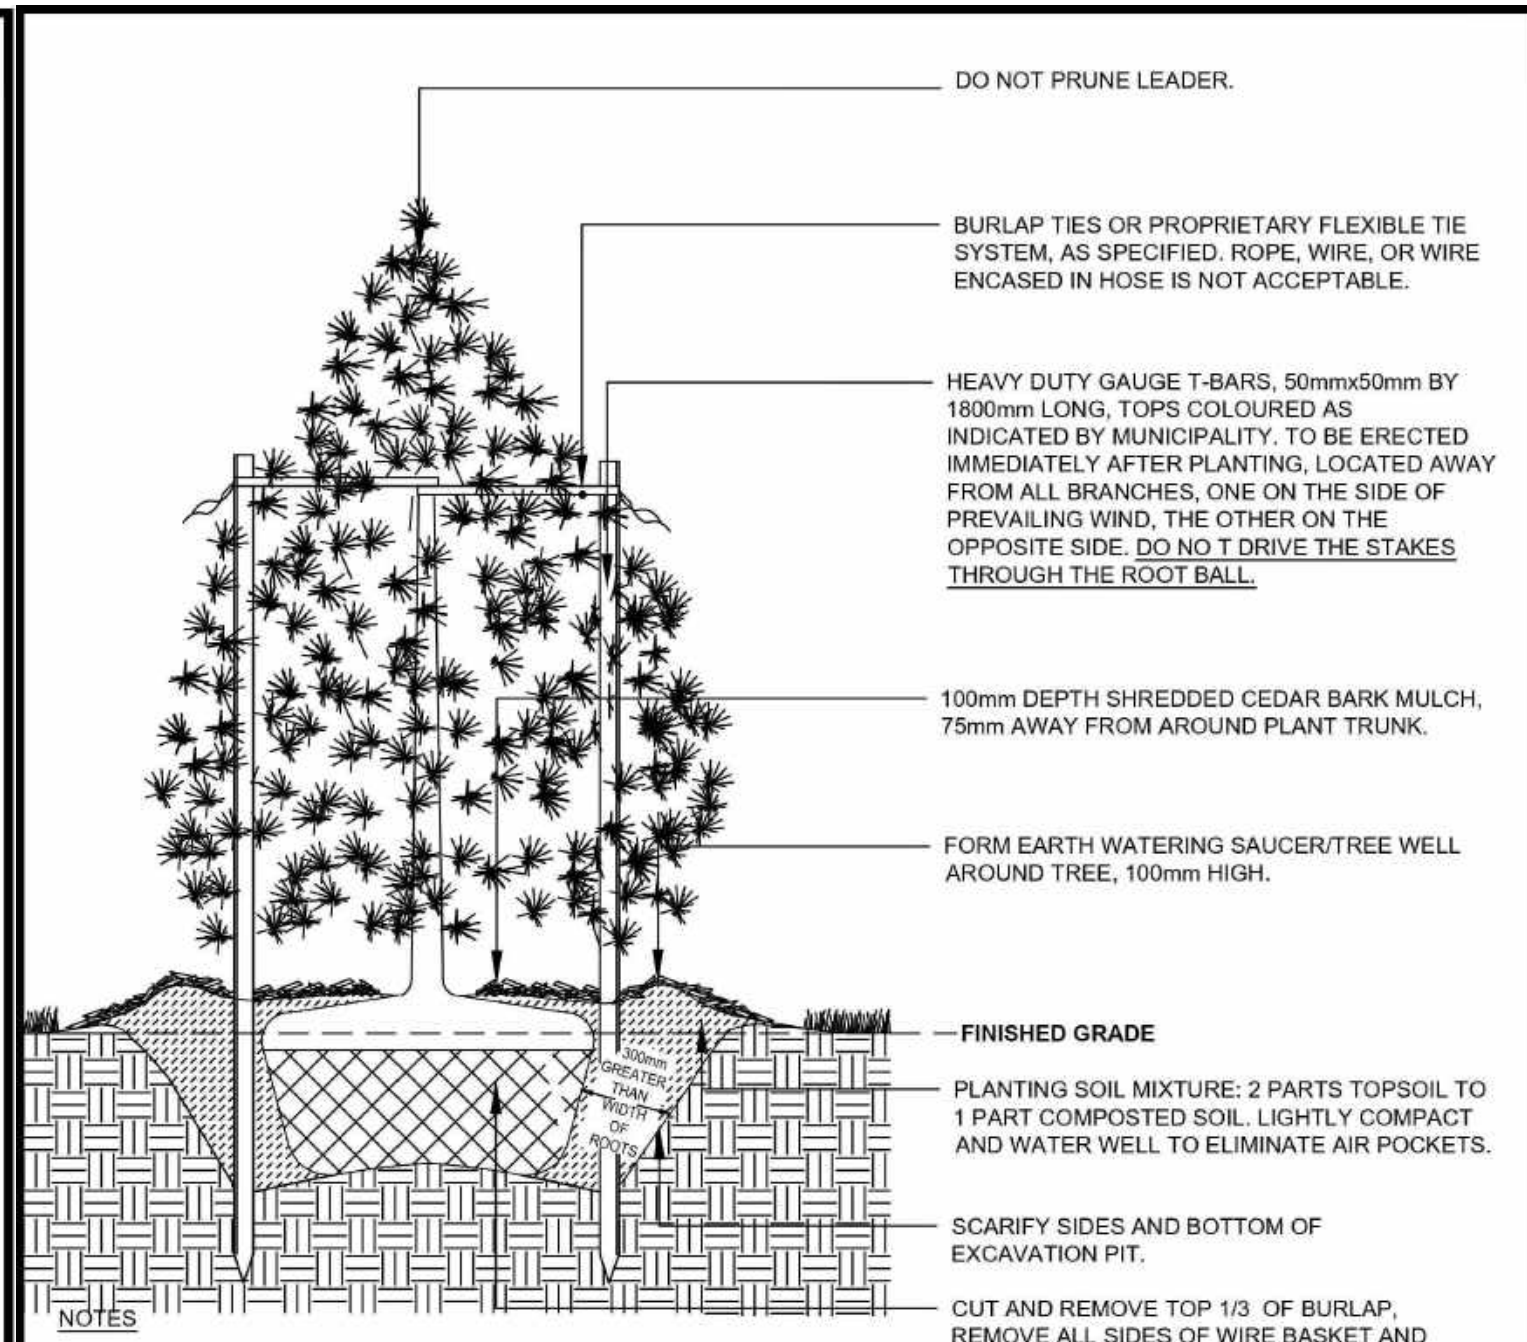 DO NOT PRUNE LEADER.
BURLAP TIES OR PROPRIETARY FLEXIBLE TIE
SYSTEM, AS SPECIFIED. ROPE, WIRE, OR WIRE
ENCASED IN HOSE IS NOT ACCEPTABLE.
HEAVY DUTY GAUGE T-BARS, 50mmx50mm BY
1800mm LONG, TOPS COLOURED AS
INDICATED BY MUNICIPALITY. TO BE ERECTED
IMMEDIATELY AFTER PLANTING, LOCATED AWAY
FROM ALL BRANCHES, ONE ON THE SIDE OF
PREVAILING WIND, THE OTHER ON THE
OPPOSITE SIDE. DO NO T DRIVE THE STAKES
THROUGH THE ROOT BALL.
100mm DEPTH SHREDDED CEDAR BARK MULCH,
75mm AWAY FROM AROUND PLANT TRUNK.
FORM EARTH WATERING SAUCER/TREE WELL
AROUND TREE, 100mm HIGH.
FINISHED GRADE
300mm
GREATER
THAN
WIDTH
OF
ROOTS
PLANTING SOIL MIXTURE: 2 PARTS TOPSOIL TO
1 PART COMPOSTED SOIL. LIGHTLY COMPACT
AND WATER WELL TO ELIMINATE AIR POCKETS.
SCARIFY SIDES AND BOTTOM OF
EXCAVATION PIT.
CUT AND REMOVE TOP 1/3 OF BURLAP,
REMOVE ALL SIDES OF WIRE BASKET AND
NOTES